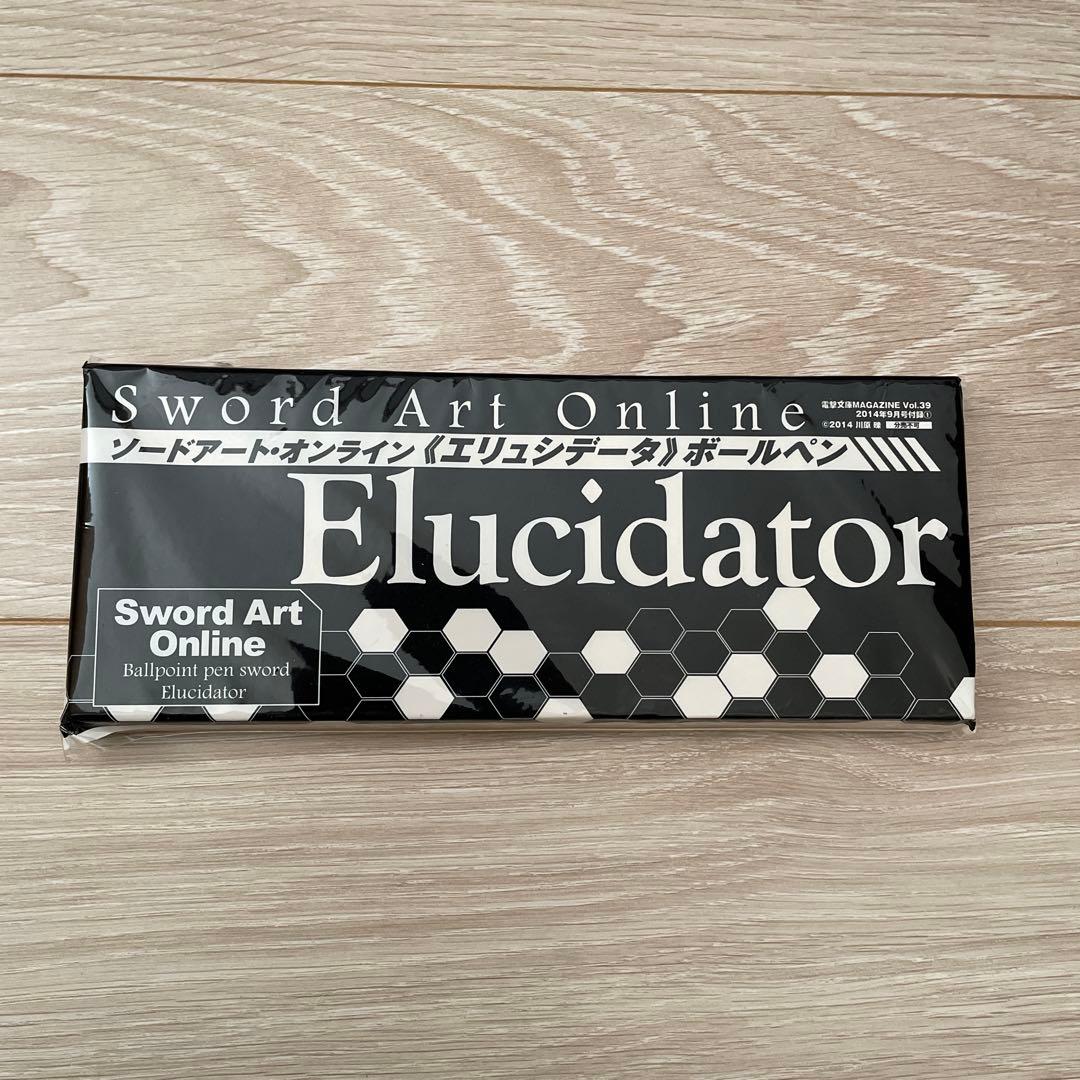 Sword Art Online
電撃文庫MAGAZINE Vol.39
2014年9月号付録①
©2014 川原 礫 分売不可
ソードアート・オンライン《エリュシデータ》ボールペン
Elucidator
Sword Art
Online
Ballpoint pen sword
Elucidator